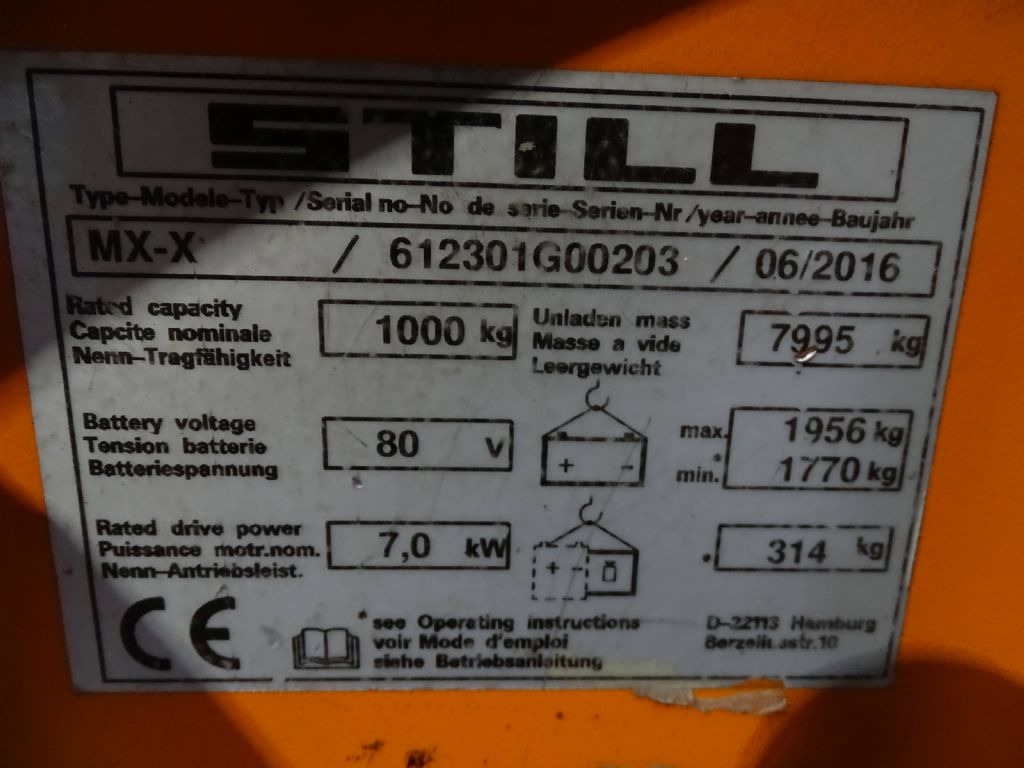 STILL
Type-Modele-Typ /Serial no-No de serie-Serien-Nr /year-annee-Baujahr
MX-X / 612301G00203 / 06/2016
Rated capacity
Capcite nominale
Nenn-Tragfähigkeit
1000 kg
Unladen mass
Masse a vide
Leergewicht
7995 kg
Battery voltage
Tension batterie
Batteriespannung
80 V
+ -
max. 1956 kg
min.* 1770 kg
Rated drive power
Puissance motr.nom.
Nenn-Antriebsleist.
7,0 kW
+ -
314 kg
CE
*see Operating instructions
voir Mode d'emploi
siehe Betriebsanleitung
D-22113 Hamburg